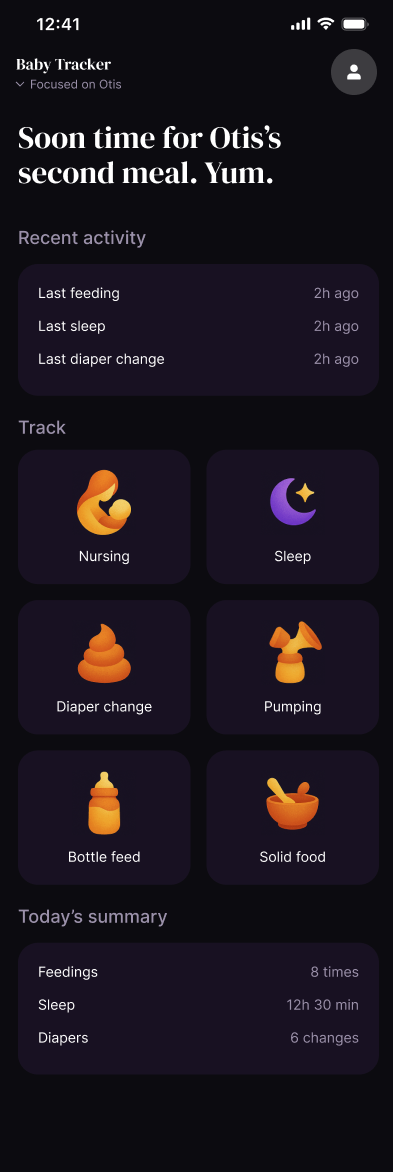 12:41
Baby Tracker
Focused on Otis
Soon time for Otis’s
second meal. Yum.
Recent activity
Last feeding 2h ago
Last sleep 2h ago
Last diaper change 2h ago
Track
Nursing Sleep
Diaper change Pumping
Bottle feed Solid food
Today’s summary
Feedings 8 times
Sleep 12h 30 min
Diapers 6 changes